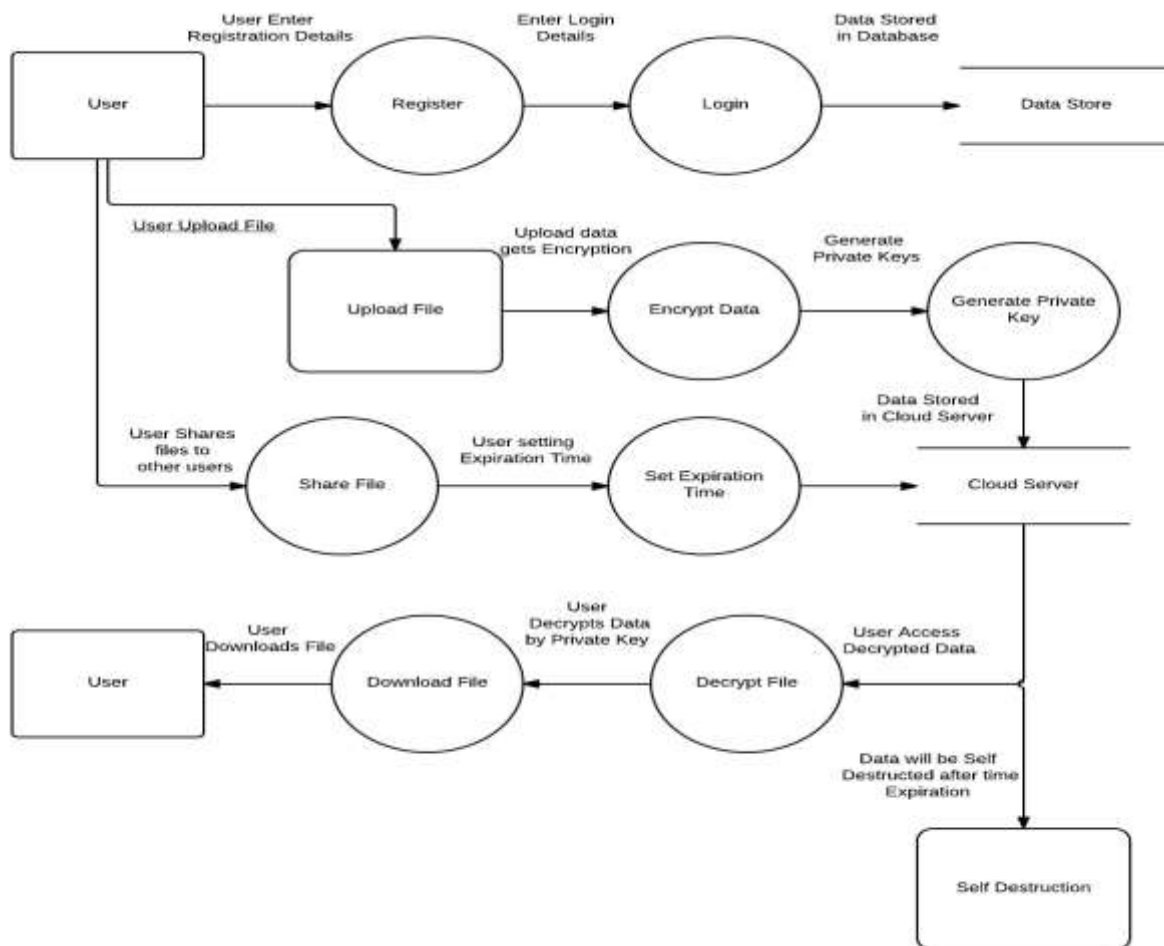 User Enter
Registration Details
Enter Login
Details
Data Stored
in Database
User
Register
Login
Data Store
User Upload File
Upload data
gets Encryption
Generate
Private Keys
Upload File
Encrypt Data
Generate Private
Key
Data Stored
in Cloud Server
User Shares
files to
other users
User setting
Expiration Time
Share File
Set Expiration
Time
Cloud Server
User
Downloads File
User
Decrypts Data
by Private Key
User Access
Decrypted Data
User
Download File
Decrypt File
Data will be Self
Destructed after time
Expiration
Self Destruction